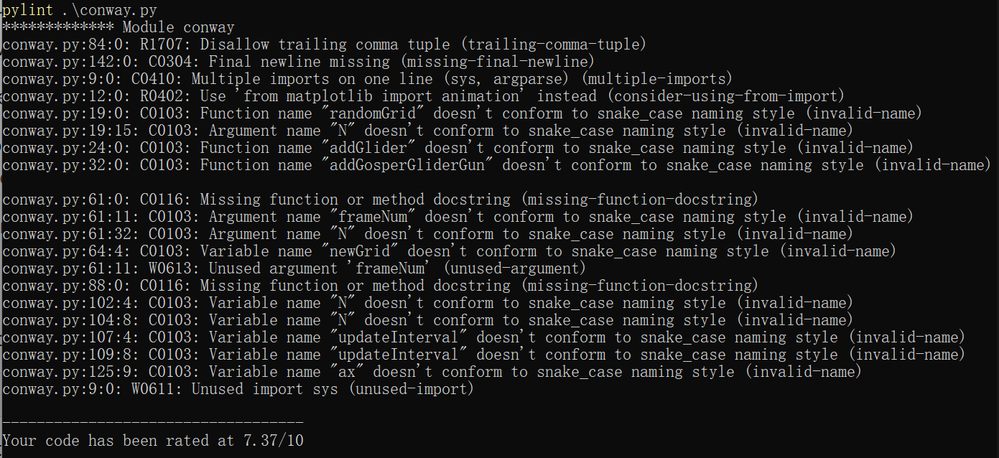 pylint .\conway.py
************* Module conway
conway.py:84:0: R1707: Disallow trailing comma tuple (trailing-comma-tuple)
conway.py:142:0: C0304: Final newline missing (missing-final-newline)
conway.py:9:0: C0410: Multiple imports on one line (sys, argparse) (multiple-imports)
conway.py:12:0: R0402: Use 'from matplotlib import animation' instead (consider-using-from-import)
conway.py:19:0: C0103: Function name "randomGrid" doesn't conform to snake_case naming style (invalid-name)
conway.py:19:15: C0103: Argument name "N" doesn't conform to snake_case naming style (invalid-name)
conway.py:24:0: C0103: Function name "addGlider" doesn't conform to snake_case naming style (invalid-name)
conway.py:32:0: C0103: Function name "addGosperGliderGun" doesn't conform to snake_case naming style (invalid-name)
conway.py:61:0: C0116: Missing function or method docstring (missing-function-docstring)
conway.py:61:11: C0103: Argument name "frameNum" doesn't conform to snake_case naming style (invalid-name)
conway.py:61:32: C0103: Argument name "N" doesn't conform to snake_case naming style (invalid-name)
conway.py:64:4: C0103: Variable name "newGrid" doesn't conform to snake_case naming style (invalid-name)
conway.py:61:11: W0613: Unused argument 'frameNum' (unused-argument)
conway.py:88:0: C0116: Missing function or method docstring (missing-function-docstring)
conway.py:102:4: C0103: Variable name "N" doesn't conform to snake_case naming style (invalid-name)
conway.py:104:8: C0103: Variable name "N" doesn't conform to snake_case naming style (invalid-name)
conway.py:107:4: C0103: Variable name "updateInterval" doesn't conform to snake_case naming style (invalid-name)
conway.py:109:8: C0103: Variable name "updateInterval" doesn't conform to snake_case naming style (invalid-name)
conway.py:125:9: C0103: Variable name "ax" doesn't conform to snake_case naming style (invalid-name)
conway.py:9:0: W0611: Unused import sys (unused-import)
-----------------------------------
Your code has been rated at 7.37/10